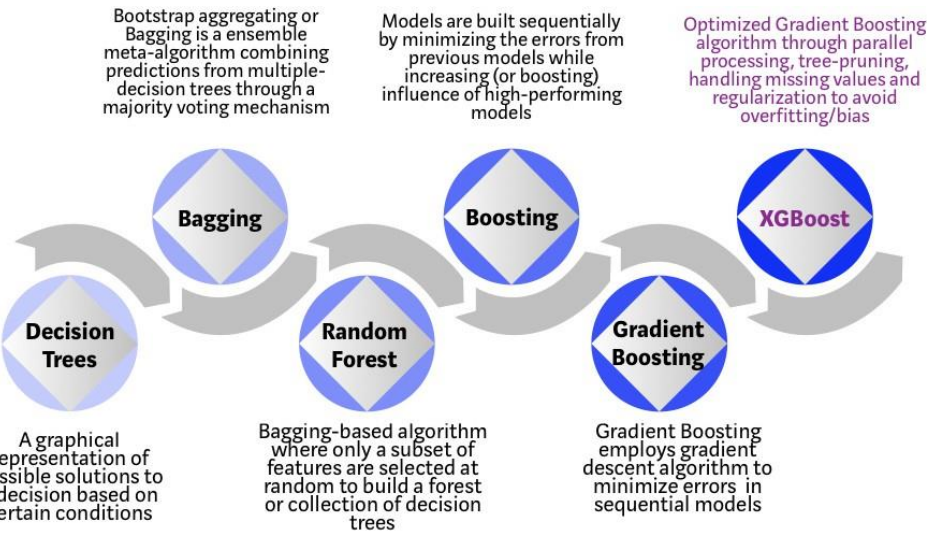 Bootstrap aggregating or
Bagging is a ensemble
meta-algorithm combining
predictions from multiple-
decision trees through a
majority voting mechanism
Models are built sequentially
by minimizing the errors from
previous models while
increasing (or boosting)
influence of high-performing
models
Optimized Gradient Boosting
algorithm through parallel
processing, tree-pruning,
handling missing values and
regularization to avoid
overfitting/bias
Bagging
Boosting
XGBoost
Decision
Trees
Random
Forest
Gradient
Boosting
A graphical
epresentation of
ssible solutions to
decision based on
ertain conditions
Bagging-based algorithm
where only a subset of
features are selected at
random to build a forest
or collection of decision
trees
Gradient Boosting
employs gradient
descent algorithm to
minimize errors in
sequential models